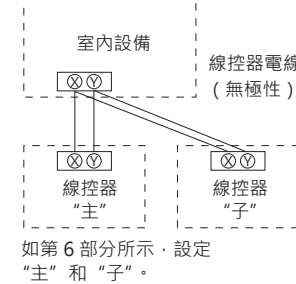 室內設備
線控器電線
(無極性)
Ⓧ Ⓨ
Ⓧ Ⓨ
Ⓧ Ⓨ
線控器
“主”
線控器
“子”
如第 6 部分所示，設定
“主”和“子”。